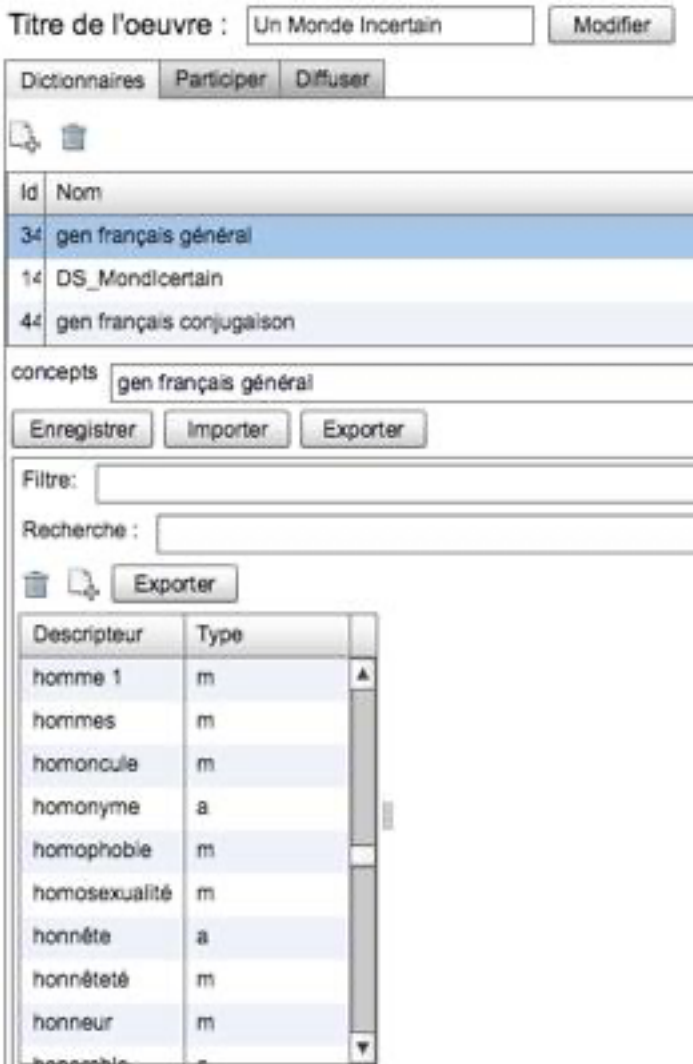 Titre de l'oeuvre : Un Monde Incertain Modifier
Dictionnaires Participer Diffuser
Id Nom
34 gen français général
14 DS_MondIcertain
44 gen français conjugaison
concepts gen français général
Enregistrer Importer Exporter
Filtre:
Recherche :
Exporter
Descripteur Type
homme 1 m
hommes m
homoncule m
homonyme a
homophobie m
homosexualité m
honnête a
honnêteté m
honneur m